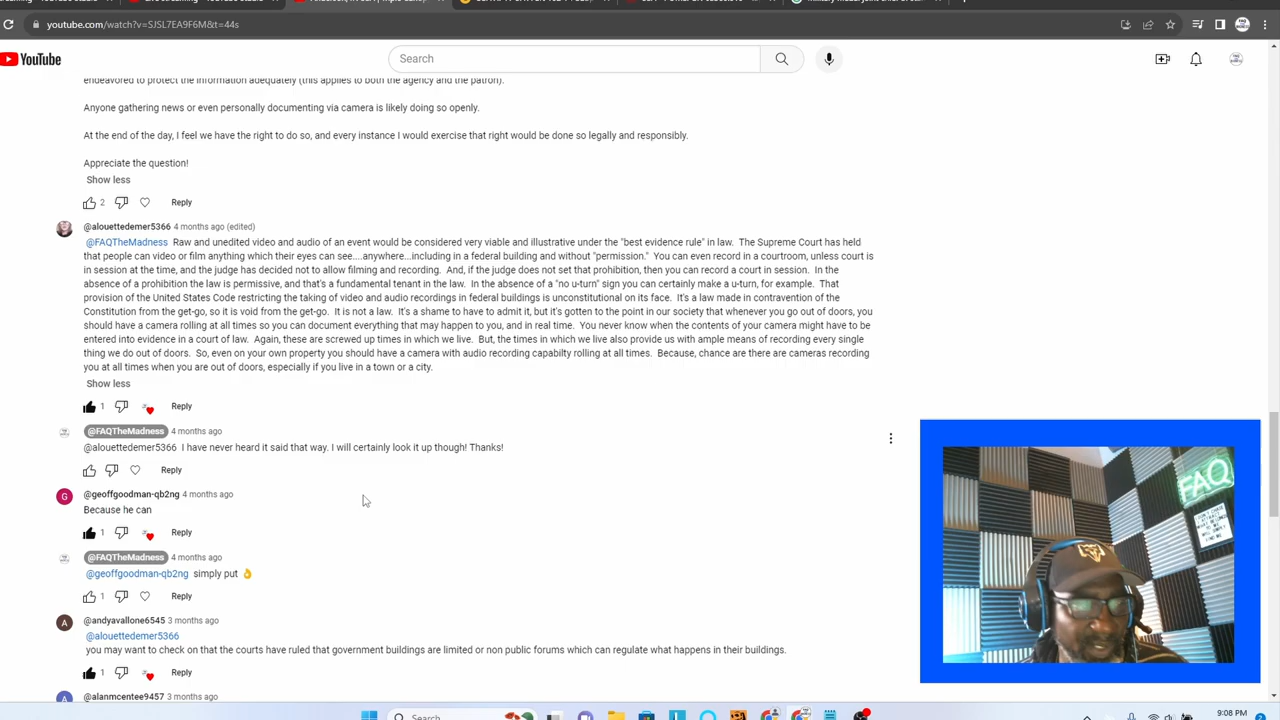 youtube.com/watch?v=SJSL7EA9F6M&t=44s
YouTube
Search
endeavored to protect the information adequately (this applies to both the agency and the patron).
Anyone gathering news or even personally documenting via camera is likely doing so openly.
At the end of the day, I feel we have the right to do so, and every instance I would exercise that right would be done so legally and responsibly.
Appreciate the question!
Show less
2 Reply
@alouettedemer5366 4 months ago (edited)
@FAQTheMadness Raw and unedited video and audio of an event would be considered very viable and illustrative under the "best evidence rule" in law. The Supreme Court has held
that people can video or film anything which their eyes can see....anywhere...including in a federal building and without "permission." You can even record in a courtroom, unless court is
in session at the time, and the judge has decided not to allow filming and recording. And, if the judge does not set that prohibition, then you can record a court in session. In the
absence of a prohibition the law is permissive, and that's a fundamental tenant in the law. In the absence of a "no u-turn" sign you can certainly make a u-turn, for example. That
provision of the United States Code restricting the taking of video and audio recordings in federal buildings is unconstitutional on its face. It's a law made in contravention of the
Constitution from the get-go, so it is void from the get-go. It is not a law. It's a shame to have to admit it, but it's gotten to the point in our society that whenever you go out of doors, you
should have a camera rolling at all times so you can document everything that may happen to you, and in real time. You never know when the contents of your camera might have to be
entered into evidence in a court of law. Again, these are screwed up times in which we live. But, the times in which we live also provide us with ample means of recording every single
thing we do out of doors. So, even on your own property you should have a camera with audio recording capabilty rolling at all times. Because, chance are there are cameras recording
you at all times when you are out of doors, especially if you live in a town or a city.
Show less
1 Reply
@FAQTheMadness 4 months ago
@alouettedemer5366 I have never heard it said that way. I will certainly look it up though! Thanks!
Reply
G
@geoffgoodman-qb2ng 4 months ago
Because he can
1 Reply
@FAQTheMadness 4 months ago
@geoffgoodman-qb2ng simply put 👌
1 Reply
A
@andyavallone6545 3 months ago
@alouettedemer5366
you may want to check on that the courts have ruled that government buildings are limited or non public forums which can regulate what happens in their buildings.
1 Reply
@alanmcentee9457 3 months ago
FAQ
Search
9:08 PM